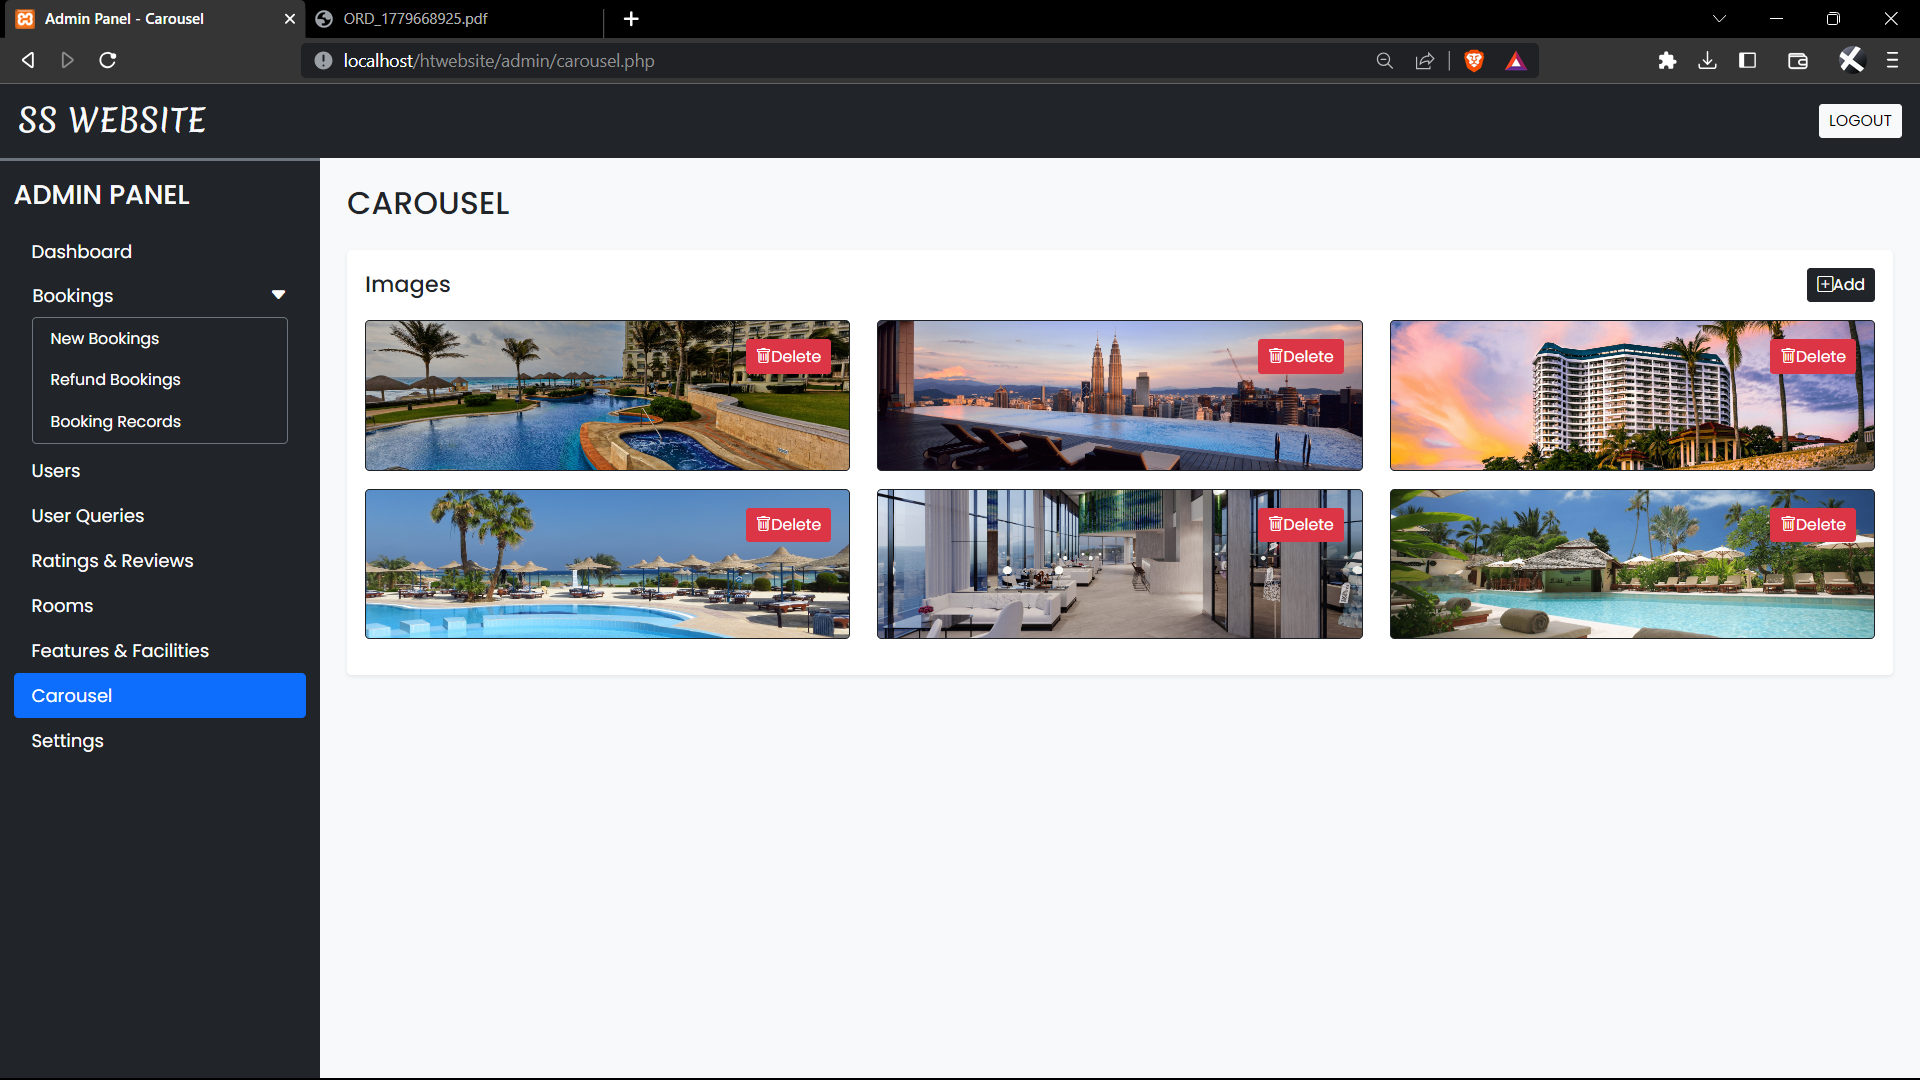 Admin Panel - Carousel
ORD_1779668925.pdf
localhost/htwebsite/admin/carousel.php
SS WEBSITE
LOGOUT
ADMIN PANEL
Dashboard
Bookings
New Bookings
Refund Bookings
Booking Records
Users
User Queries
Ratings & Reviews
Rooms
Features & Facilities
Carousel
Settings
CAROUSEL
Images
Add
Delete
Delete
Delete
Delete
Delete
Delete